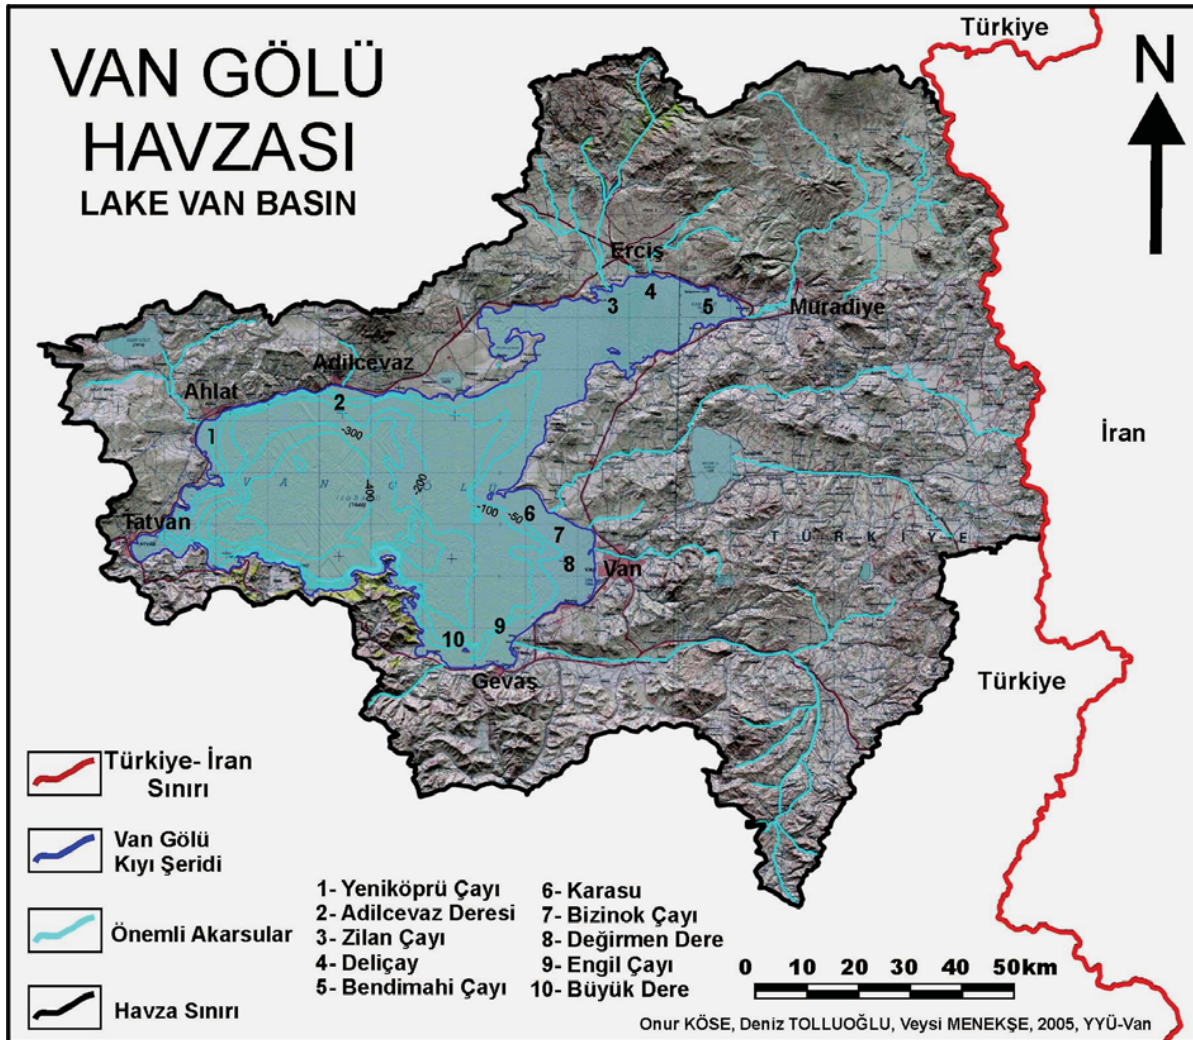 VAN GÖLÜ
HAVZASI
LAKE VAN BASIN
Türkiye
N
Erciş
3
4
5
Muradiye
Adilcevaz
Ahlat
2
1
-300
İran
VAN GÖLÜ
-400
-200
-100
-50
6
Tatvan
7
TÜRKİYE
8
Van
9
10
Gevaş
Türkiye
Türkiye- İran
Sınırı
Van Gölü
Kıyı Şeridi
Önemli Akarsular
Havza Sınırı
1- Yeniköprü Çayı
2- Adilcevaz Deresi
3- Zilan Çayı
4- Deliçay
5- Bendimahi Çayı
6- Karasu
7- Bizinok Çayı
8- Değirmen Dere
9- Engil Çayı
10- Büyük Dere
0 10 20 30 40 50km
Onur KÖSE, Deniz TOLLUOĞLU, Veysi MENEKŞE, 2005, YYÜ-Van